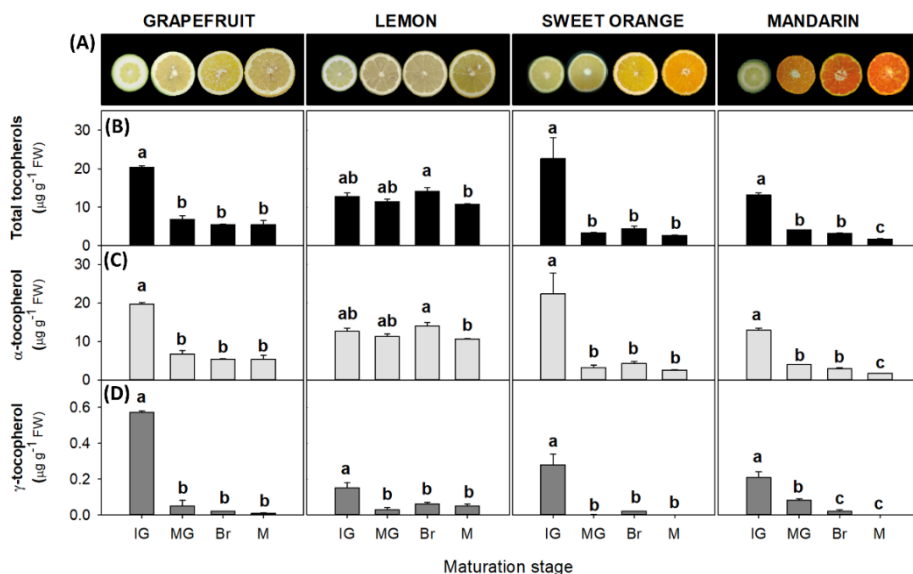 GRAPEFRUIT LEMON SWEET ORANGE MANDARIN
(A)
(B)
Total tocopherols
(μg g⁻¹ FW)
30
20
10
0
a b b b
ab ab a b
a b b b
a b b c
(C)
α-tocopherol
(μg g⁻¹ FW)
20
10
0
a b b b
ab ab a b
a b b b
a b b c
(D)
γ-tocopherol
(μg g⁻¹ FW)
0.6
0.4
0.2
0.0
a b b b
a b b b
a b b b
a b c c
IG MG Br M IG MG Br M IG MG Br M IG MG Br M
Maturation stage